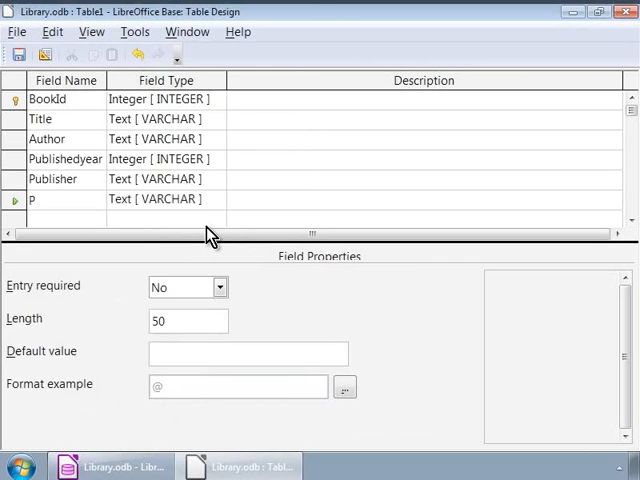 Library.odb : Table1 - LibreOffice Base: Table Design
File Edit View Tools Window Help
Field Name Field Type Description
BookId Integer [ INTEGER ]
Title Text [ VARCHAR ]
Author Text [ VARCHAR ]
Publishedyear Integer [ INTEGER ]
Publisher Text [ VARCHAR ]
P Text [ VARCHAR ]
Field Properties
Entry required No
Length 50
Default value
Format example @ ...
Library.odb - Libr... Library.odb : Tabl...